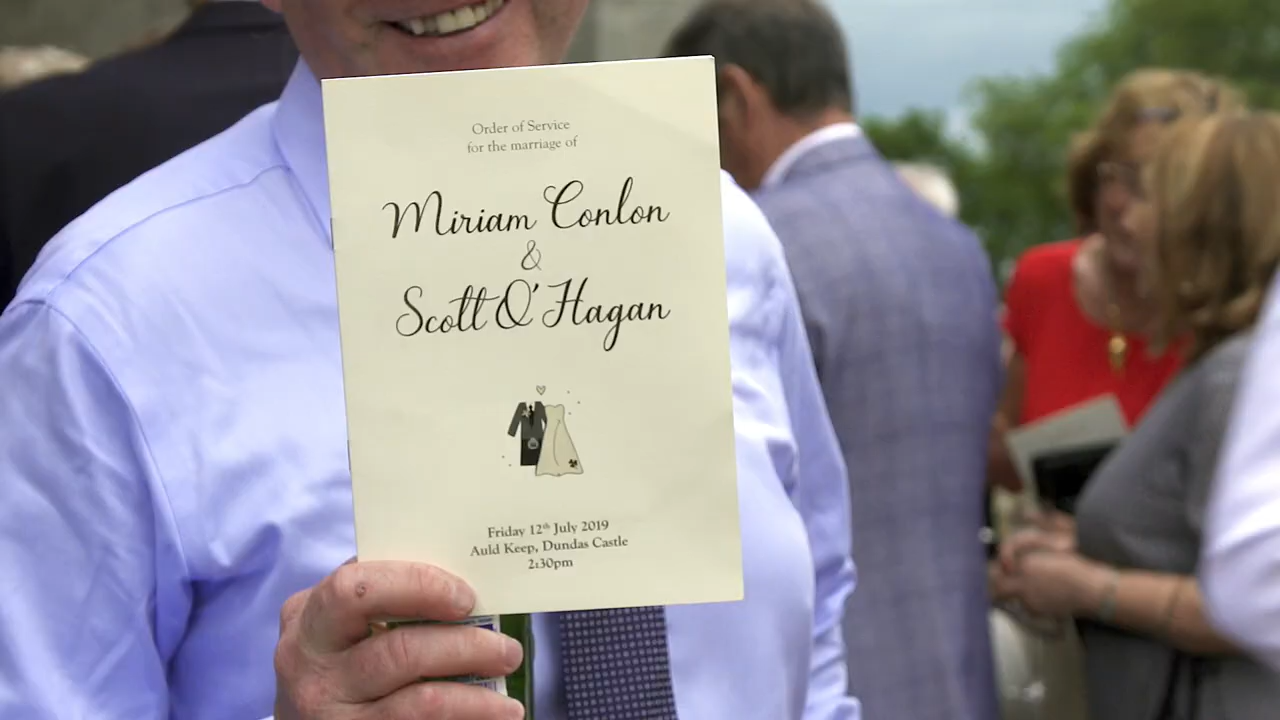 Order of Service
for the marriage of
Miriam Conlon
&
Scott O'Hagan
Friday 12th July 2019
Auld Keep, Dundas Castle
2:30pm